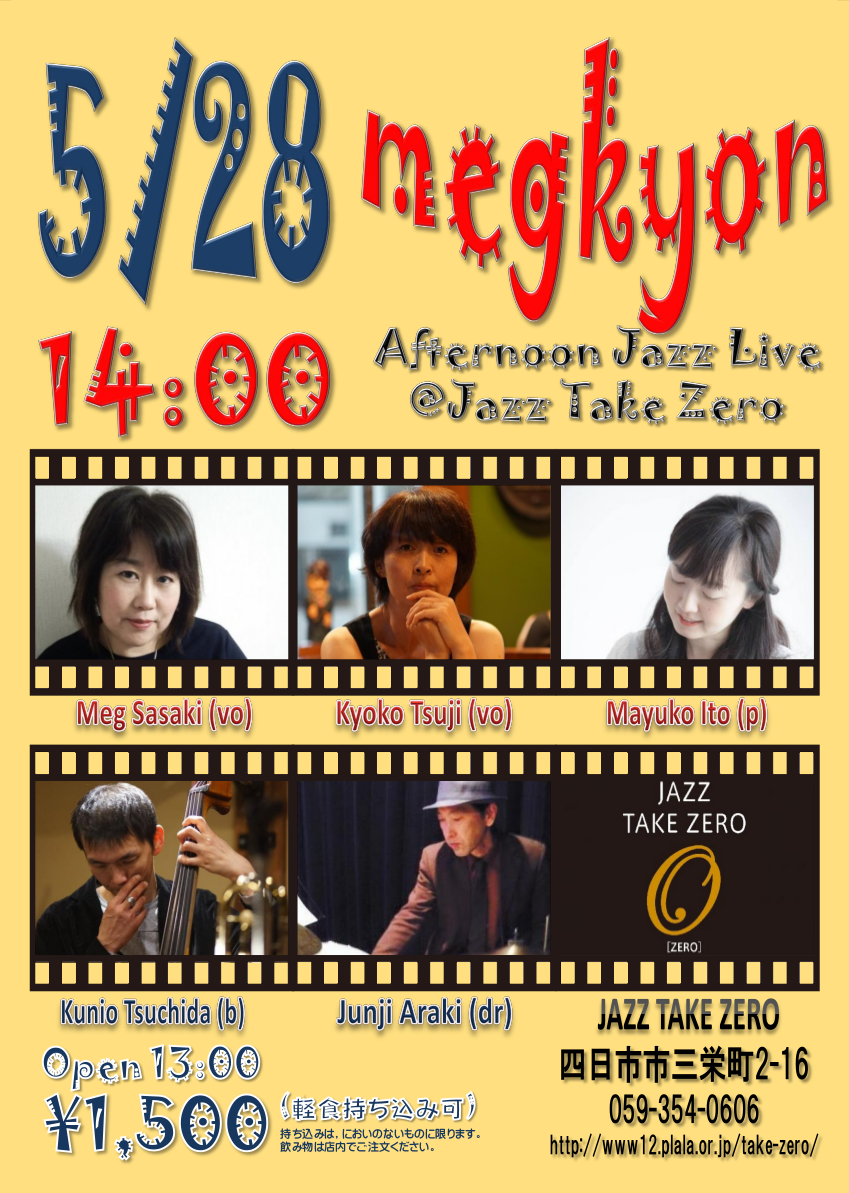 5/28
megkyon
14:00
Afternoon Jazz Live
@Jazz Take Zero
Meg Sasaki (vo)
Kyoko Tsuji (vo)
Mayuko Ito (p)
JAZZ
TAKE ZERO
[ZERO]
Kunio Tsuchida (b)
Junji Araki (dr)
JAZZ TAKE ZERO
Open 13:00
¥1,500
(軽食持ち込み可)
持ち込みは、においのないものに限ります。
飲み物は店内でご注文ください。
四日市市三栄町2-16
059-354-0606
http://www12.plala.or.jp/take-zero/